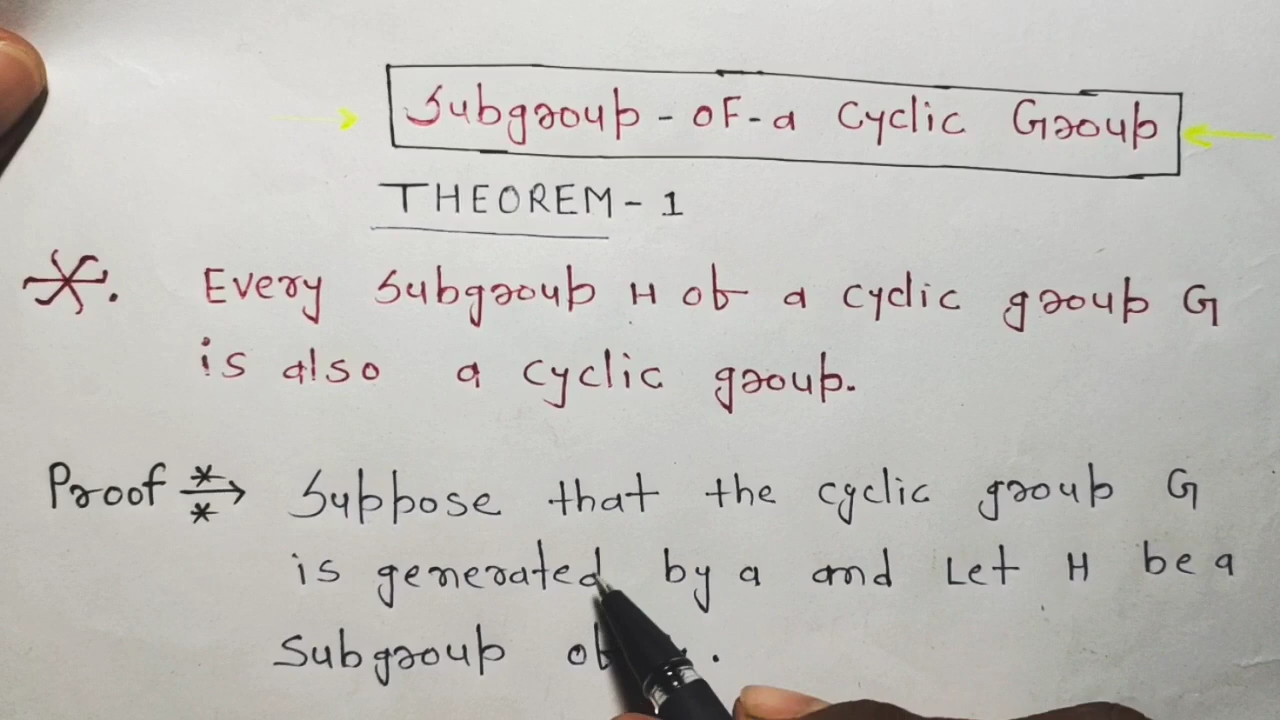 Subgroup-OF-a Cyclic Group
THEOREM-1
*. Every subgroup H of a cyclic group G
is also a cyclic group.
Proof ⇒ Suppose that the cyclic group G
is generated by a and Let H be a
Subgroup of .